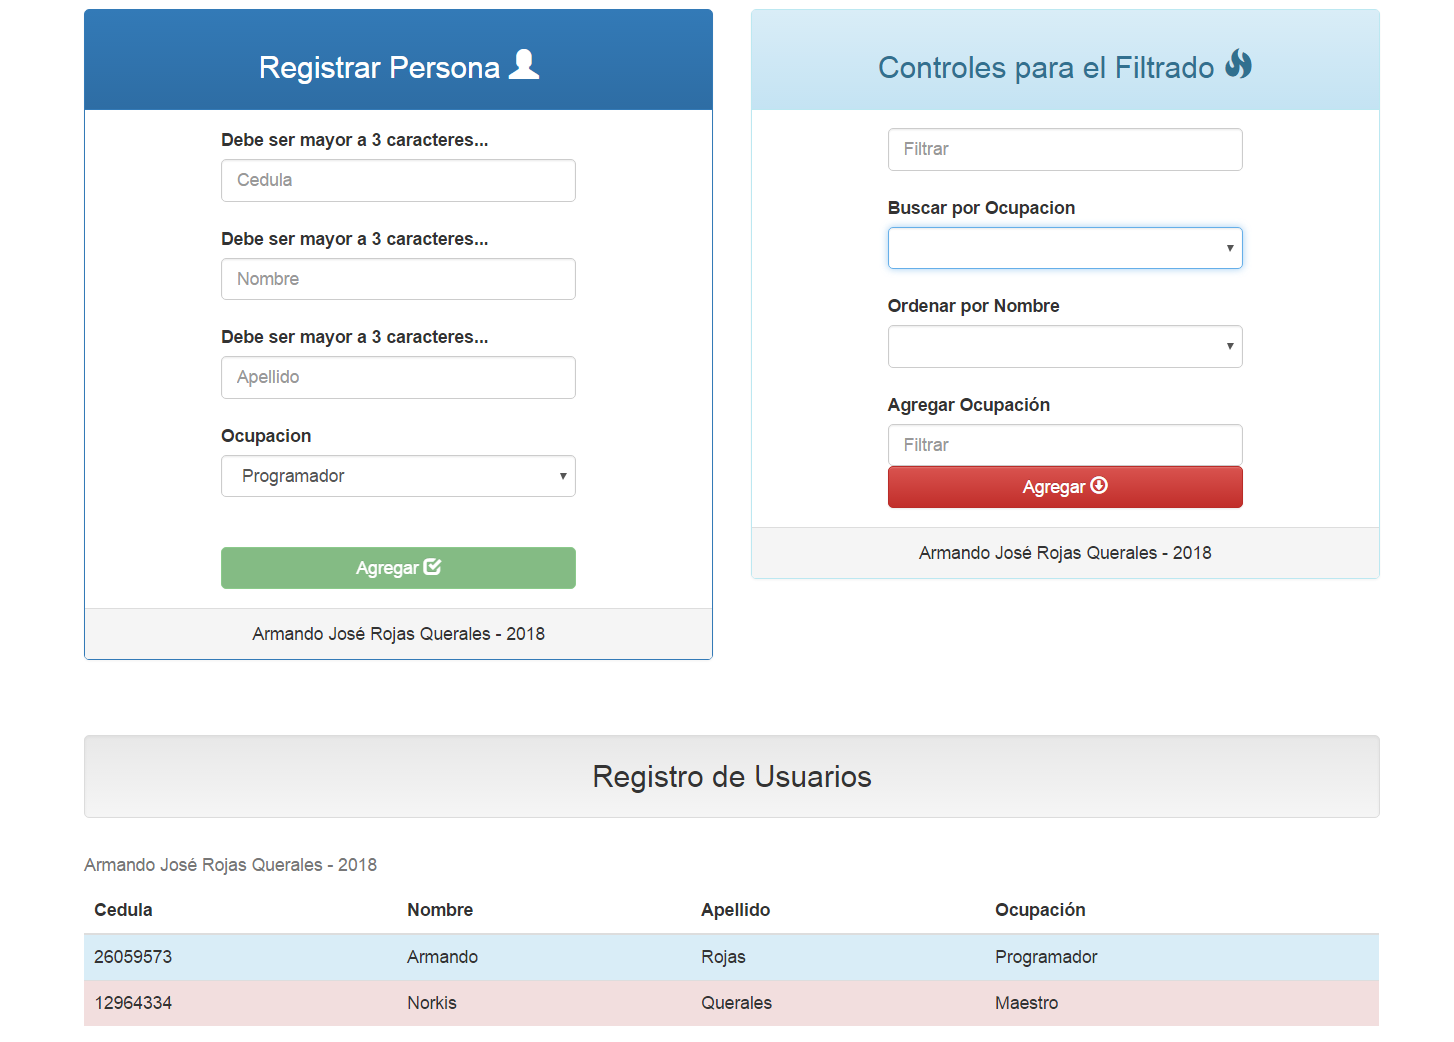 Registrar Persona
Debe ser mayor a 3 caracteres...
Cedula
Debe ser mayor a 3 caracteres...
Nombre
Debe ser mayor a 3 caracteres...
Apellido
Ocupacion
Programador
Agregar
Armando José Rojas Querales - 2018
Controles para el Filtrado
Filtrar
Buscar por Ocupacion
Ordenar por Nombre
Agregar Ocupación
Filtrar
Agregar
Armando José Rojas Querales - 2018
Registro de Usuarios
Armando José Rojas Querales - 2018
Cedula Nombre Apellido Ocupación
26059573 Armando Rojas Programador
12964334 Norkis Querales Maestro